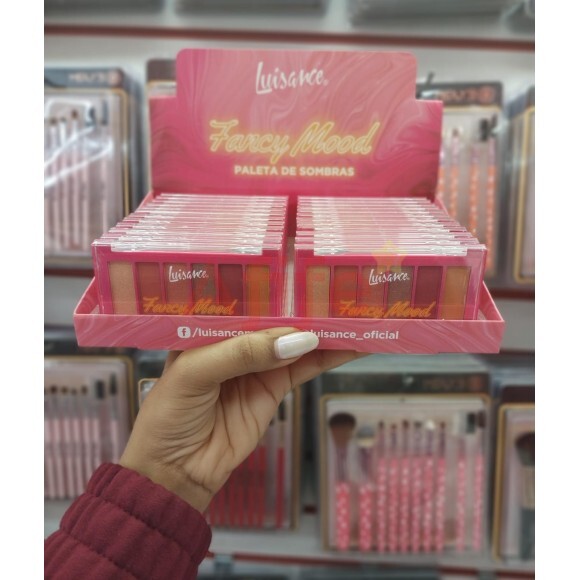 Luisance®
Fancy Mood
PALETA DE SOMBRAS
Luisance.
Fancy Mood
Luisance.
Fancy Mood
/luisance
luisance_oficial